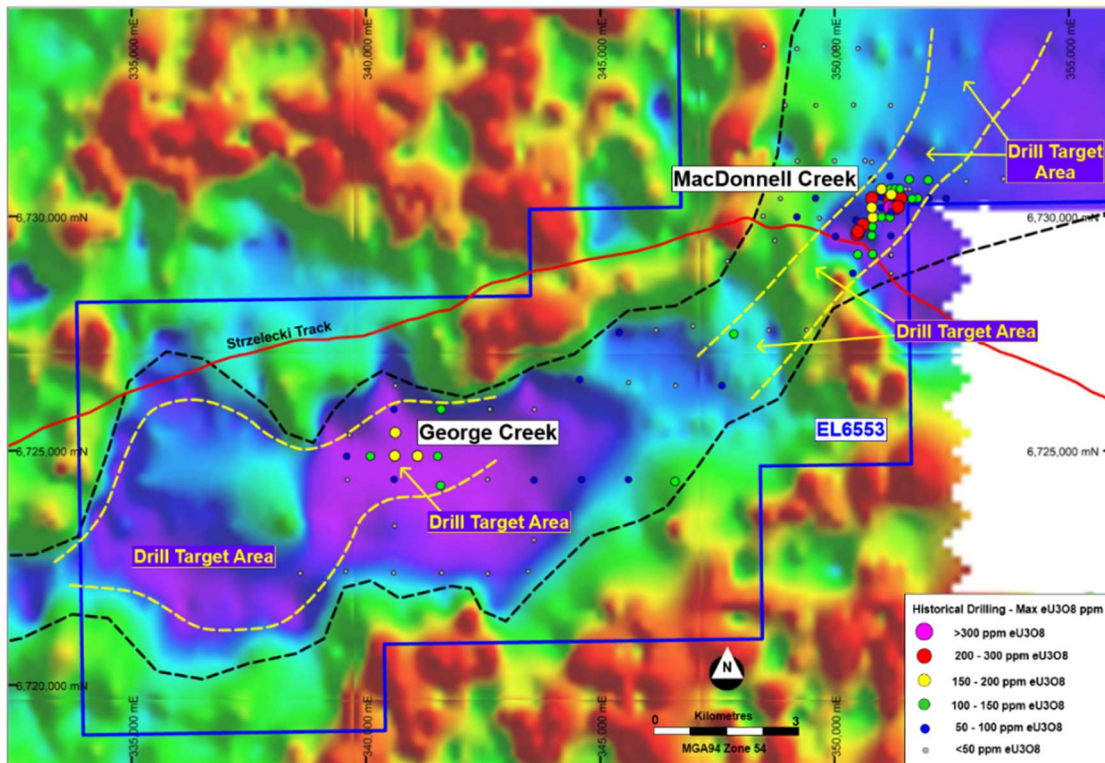 335,000 mE
340,000 mE
345,000 mE
350,000 mE
355,000 mE
Drill Target
Area
MacDonnell Creek
6,730,000 mN
6,730,000 mN
Strzelecki Track
Drill Target Area
George Creek
EL6553
6,725,000 mN
6,725,000 mN
Drill Target Area
Drill Target Area
6,720,000 mN
Historical Drilling - Max eU3O8 ppm
>300 ppm eU3O8
200 - 300 ppm eU3O8
150 - 200 ppm eU3O8
100 - 150 ppm eU3O8
50 - 100 ppm eU3O8
<50 ppm eU3O8
N
Kilometres
0 3
MGA94 Zone 54
335,000 mE
340,000 mE
345,000 mE
350,000 mE